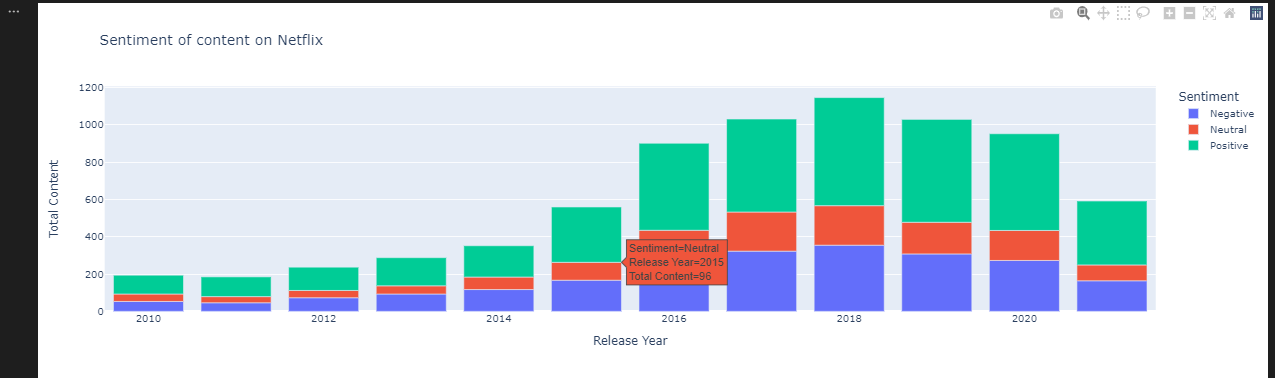 ...
Sentiment of content on Netflix
Total Content
1200
1000
800
600
400
200
0
2010
2012
2014
2016
2018
2020
Release Year
Sentiment=Neutral
Release Year=2015
Total Content=96
Sentiment
Negative
Neutral
Positive